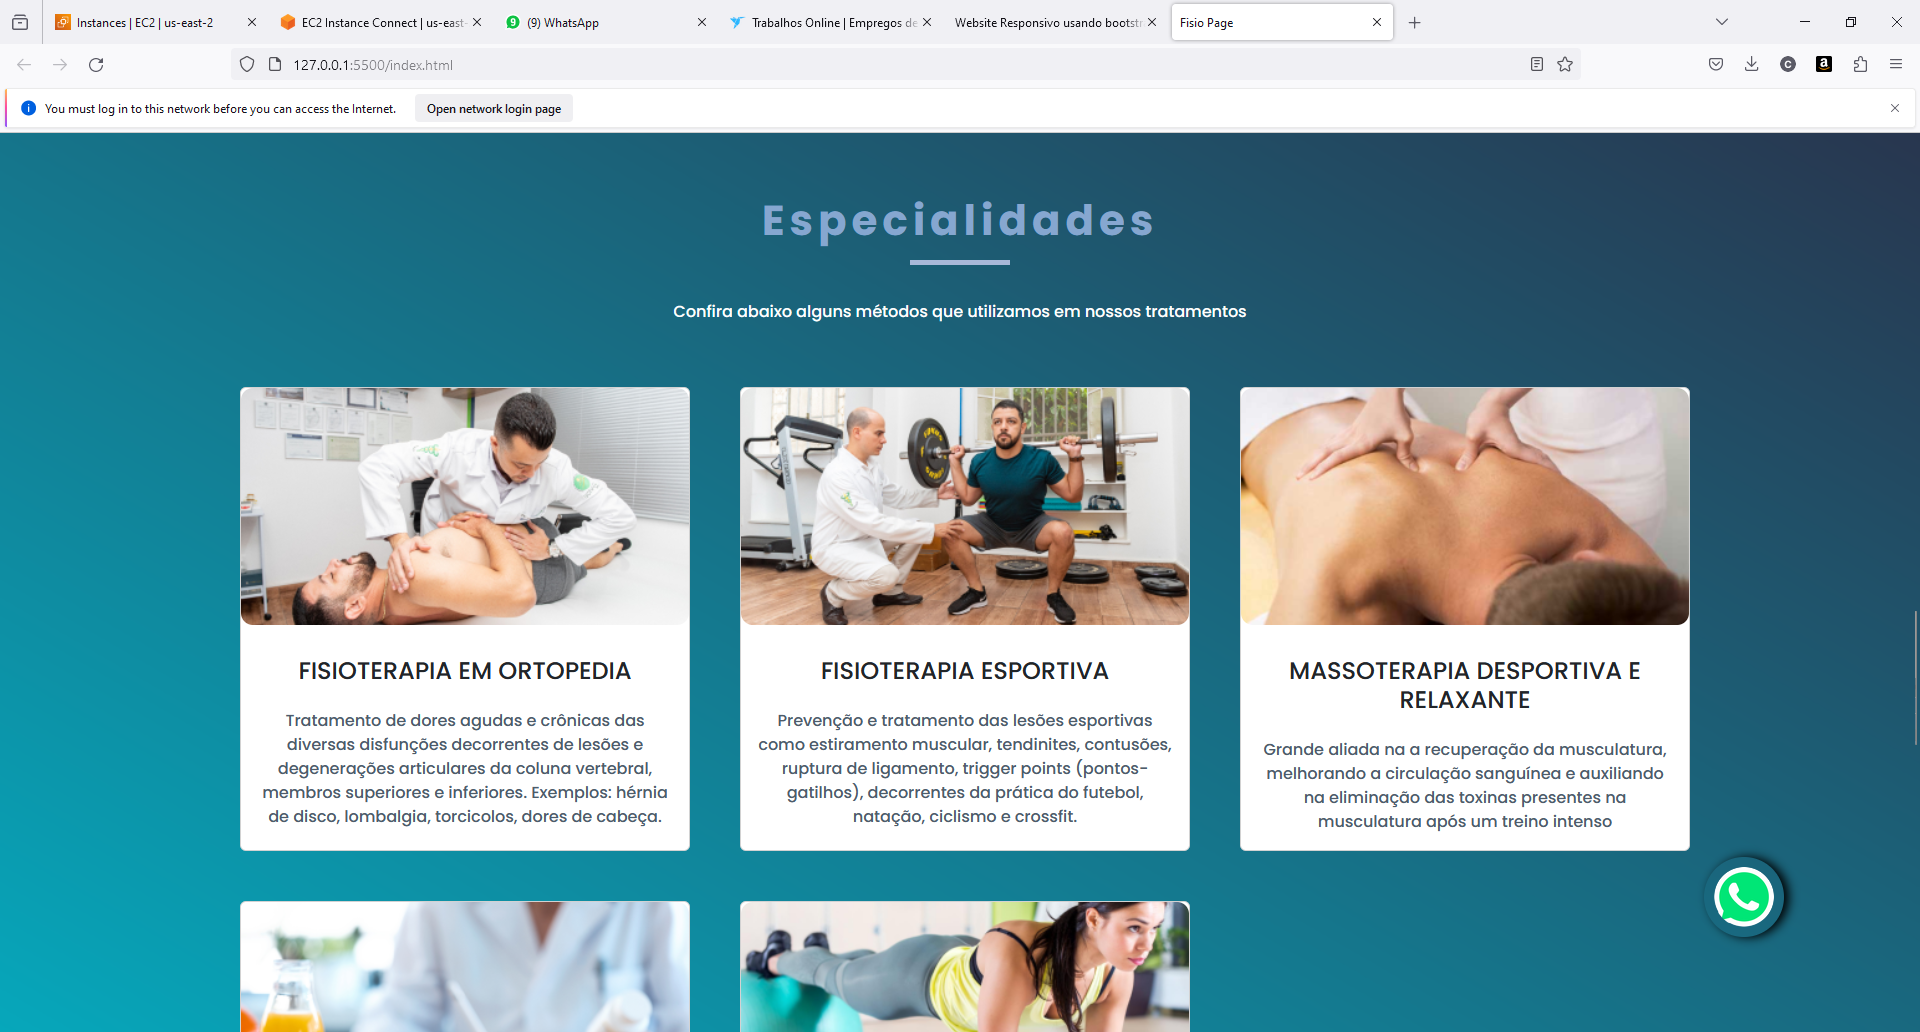 Instances | EC2 | us-east-2
EC2 Instance Connect | us-east-
(9) WhatsApp
Trabalhos Online | Empregos de
Website Responsivo usando bootstr
Fisio Page
127.0.0.1:5500/index.html
You must log in to this network before you can access the Internet.
Open network login page
Especialidades
Confira abaixo alguns métodos que utilizamos em nossos tratamentos
FISIOTERAPIA EM ORTOPEDIA
Tratamento de dores agudas e crônicas das
diversas disfunções decorrentes de lesões e
degenerações articulares da coluna vertebral,
membros superiores e inferiores. Exemplos: hérnia
de disco, lombalgia, torcicolos, dores de cabeça.
FISIOTERAPIA ESPORTIVA
Prevenção e tratamento das lesões esportivas
como estiramento muscular, tendinites, contusões,
ruptura de ligamento, trigger points (pontos-
gatilhos), decorrentes da prática do futebol,
natação, ciclismo e crossfit.
MASSOTERAPIA DESPORTIVA E
RELAXANTE
Grande aliada na a recuperação da musculatura,
melhorando a circulação sanguínea e auxiliando
na eliminação das toxinas presentes na
musculatura após um treino intenso